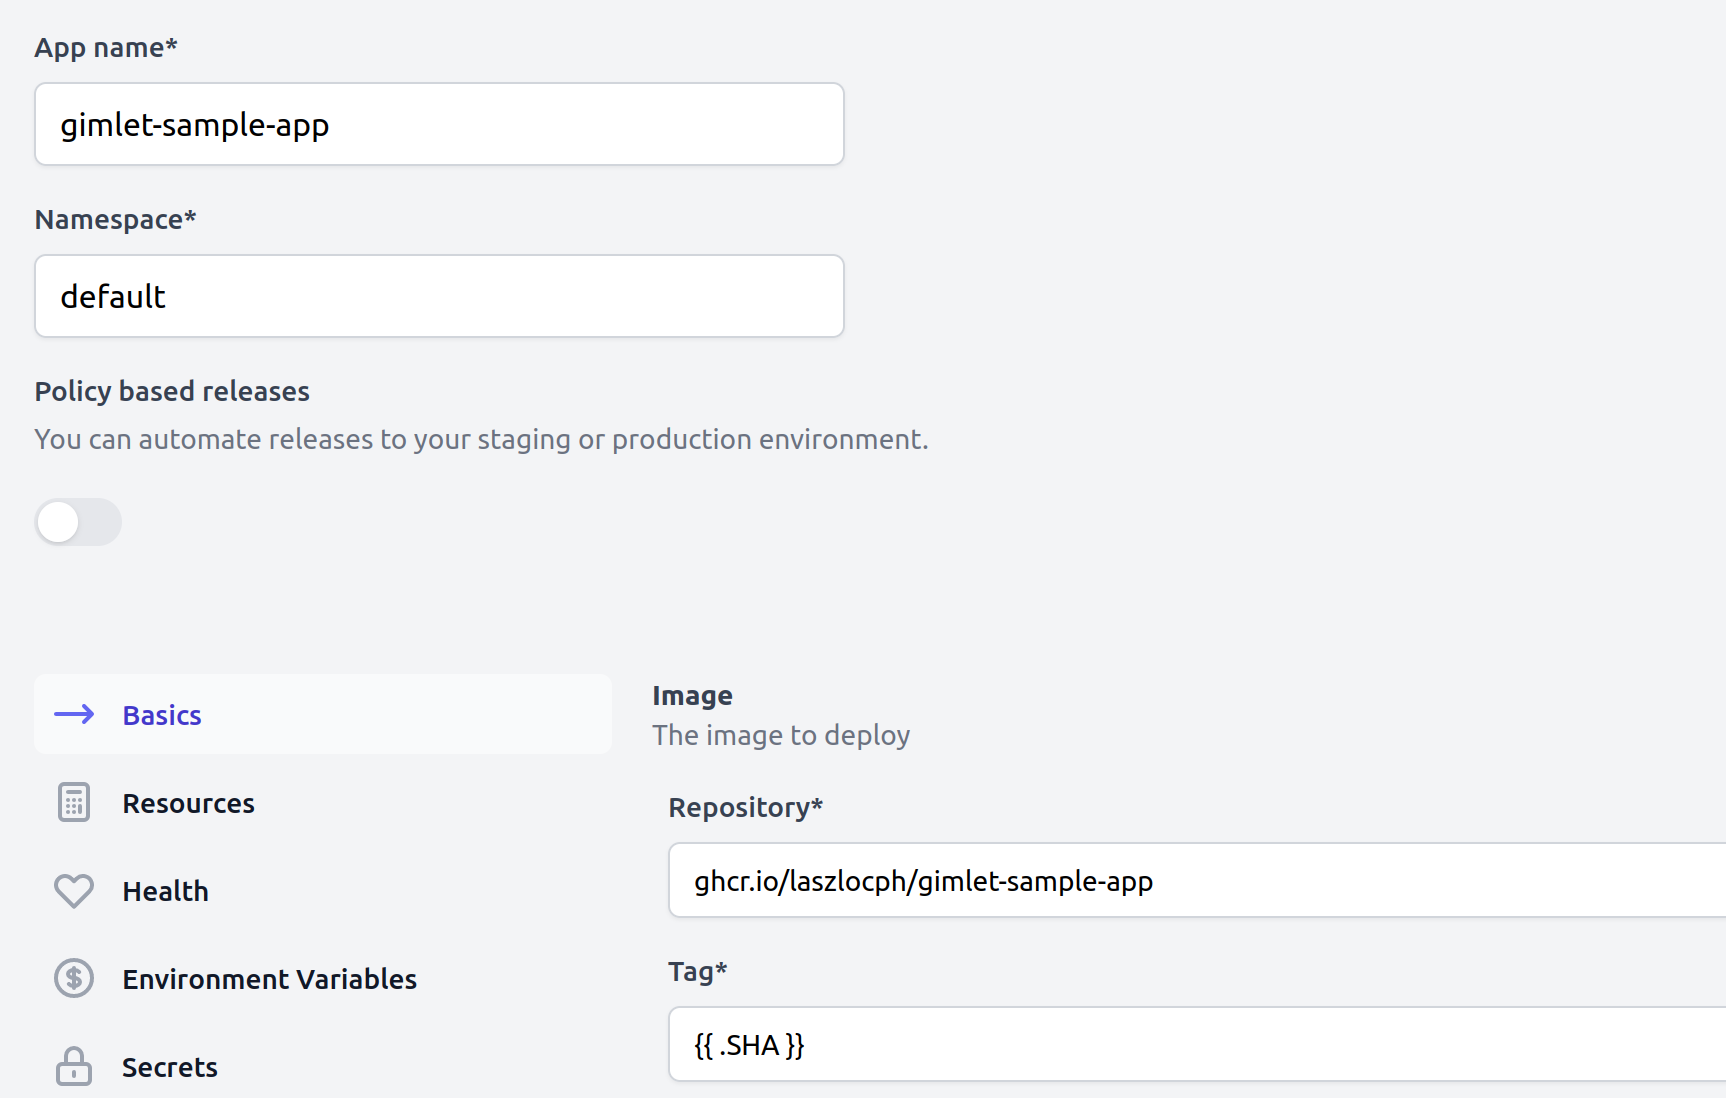 App name*
gimlet-sample-app
Namespace*
default
Policy based releases
You can automate releases to your staging or production environment.
Basics
Resources
Health
Environment Variables
Secrets
Image
The image to deploy
Repository*
ghcr.io/laszlocph/gimlet-sample-app
Tag*
{{ .SHA }}